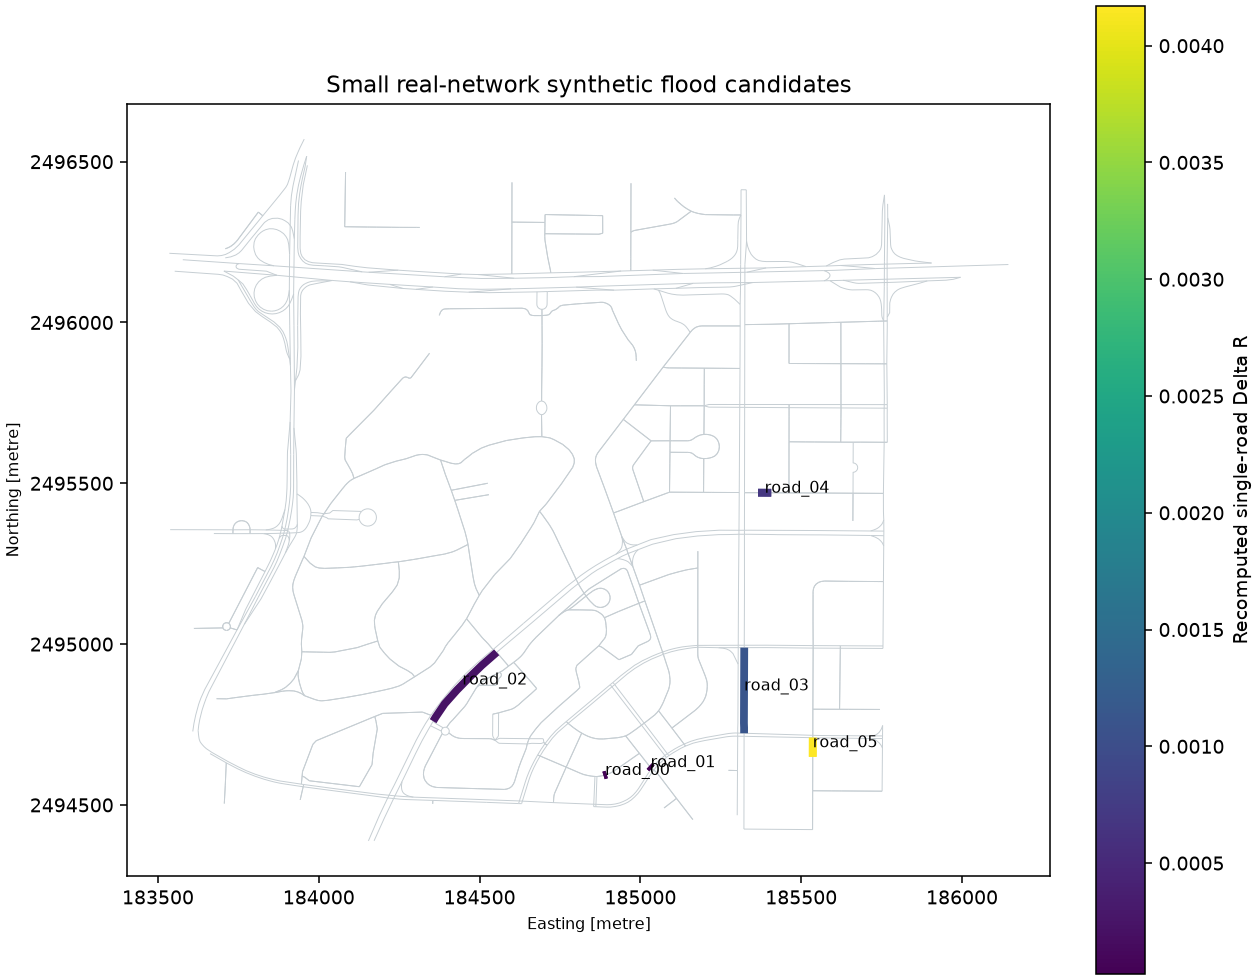 Small real-network synthetic flood candidates
0.0040
0.0035
0.0030
0.0025
0.0020
0.0015
0.0010
0.0005
Recomputed single-road Delta R
2496500
2496000
2495500
2495000
2494500
Northing [metre]
road_04
road_02
road_03
road_05
road_01
road_00
183500 184000 184500 185000 185500 186000
Easting [metre]